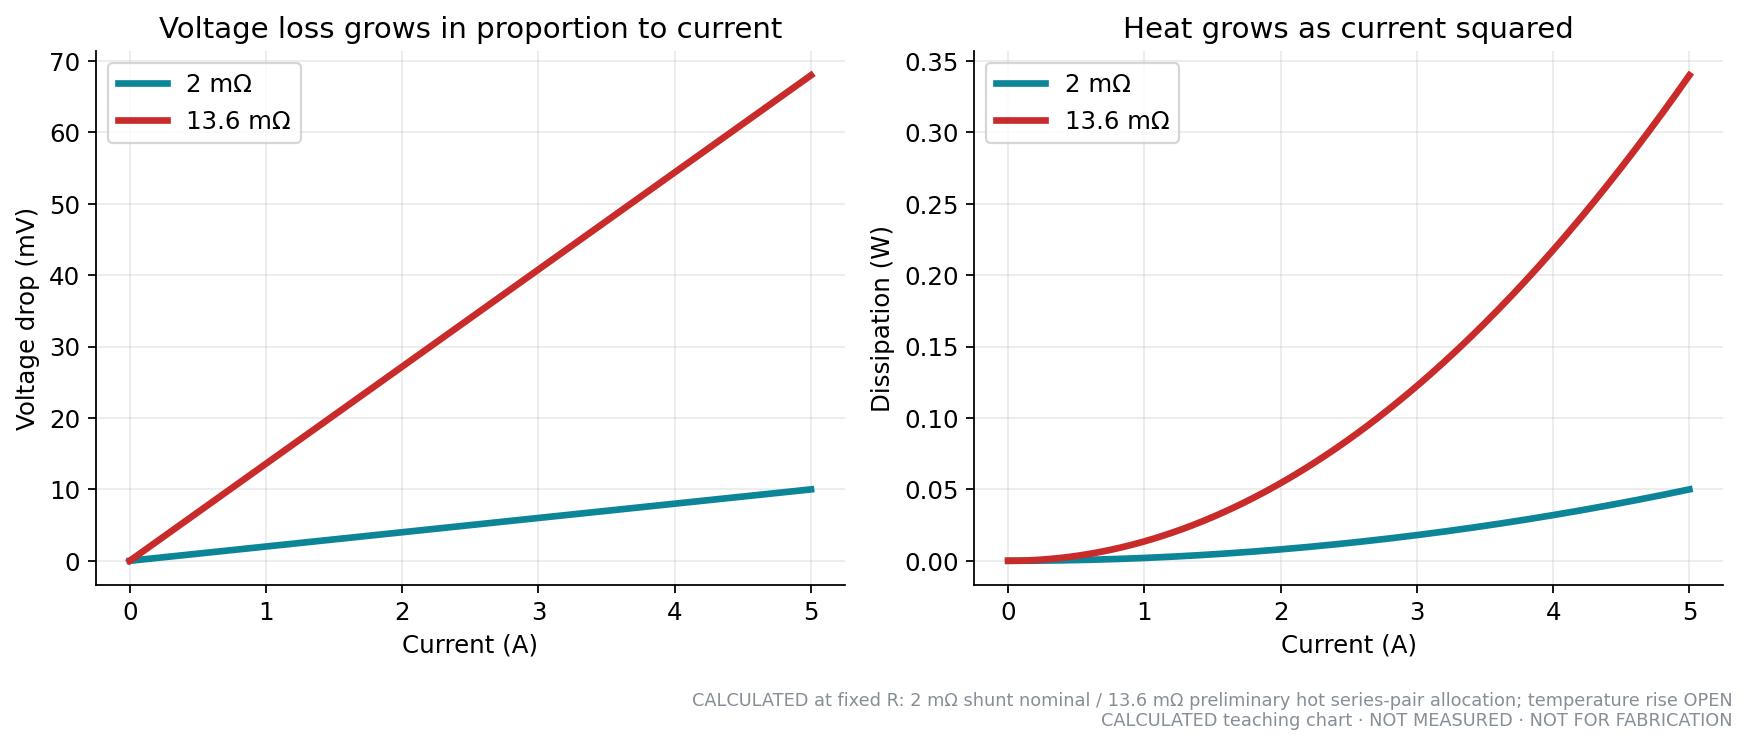 Voltage loss grows in proportion to current
70
60
50
40
30
20
10
0
Voltage drop (mV)
2 mΩ
13.6 mΩ
0 1 2 3 4 5
Current (A)
Heat grows as current squared
0.35
0.30
0.25
0.20
0.15
0.10
0.05
0.00
Dissipation (W)
2 mΩ
13.6 mΩ
0 1 2 3 4 5
Current (A)
CALCULATED at fixed R: 2 mΩ shunt nominal / 13.6 mΩ preliminary hot series-pair allocation; temperature rise OPEN
CALCULATED teaching chart · NOT MEASURED · NOT FOR FABRICATION